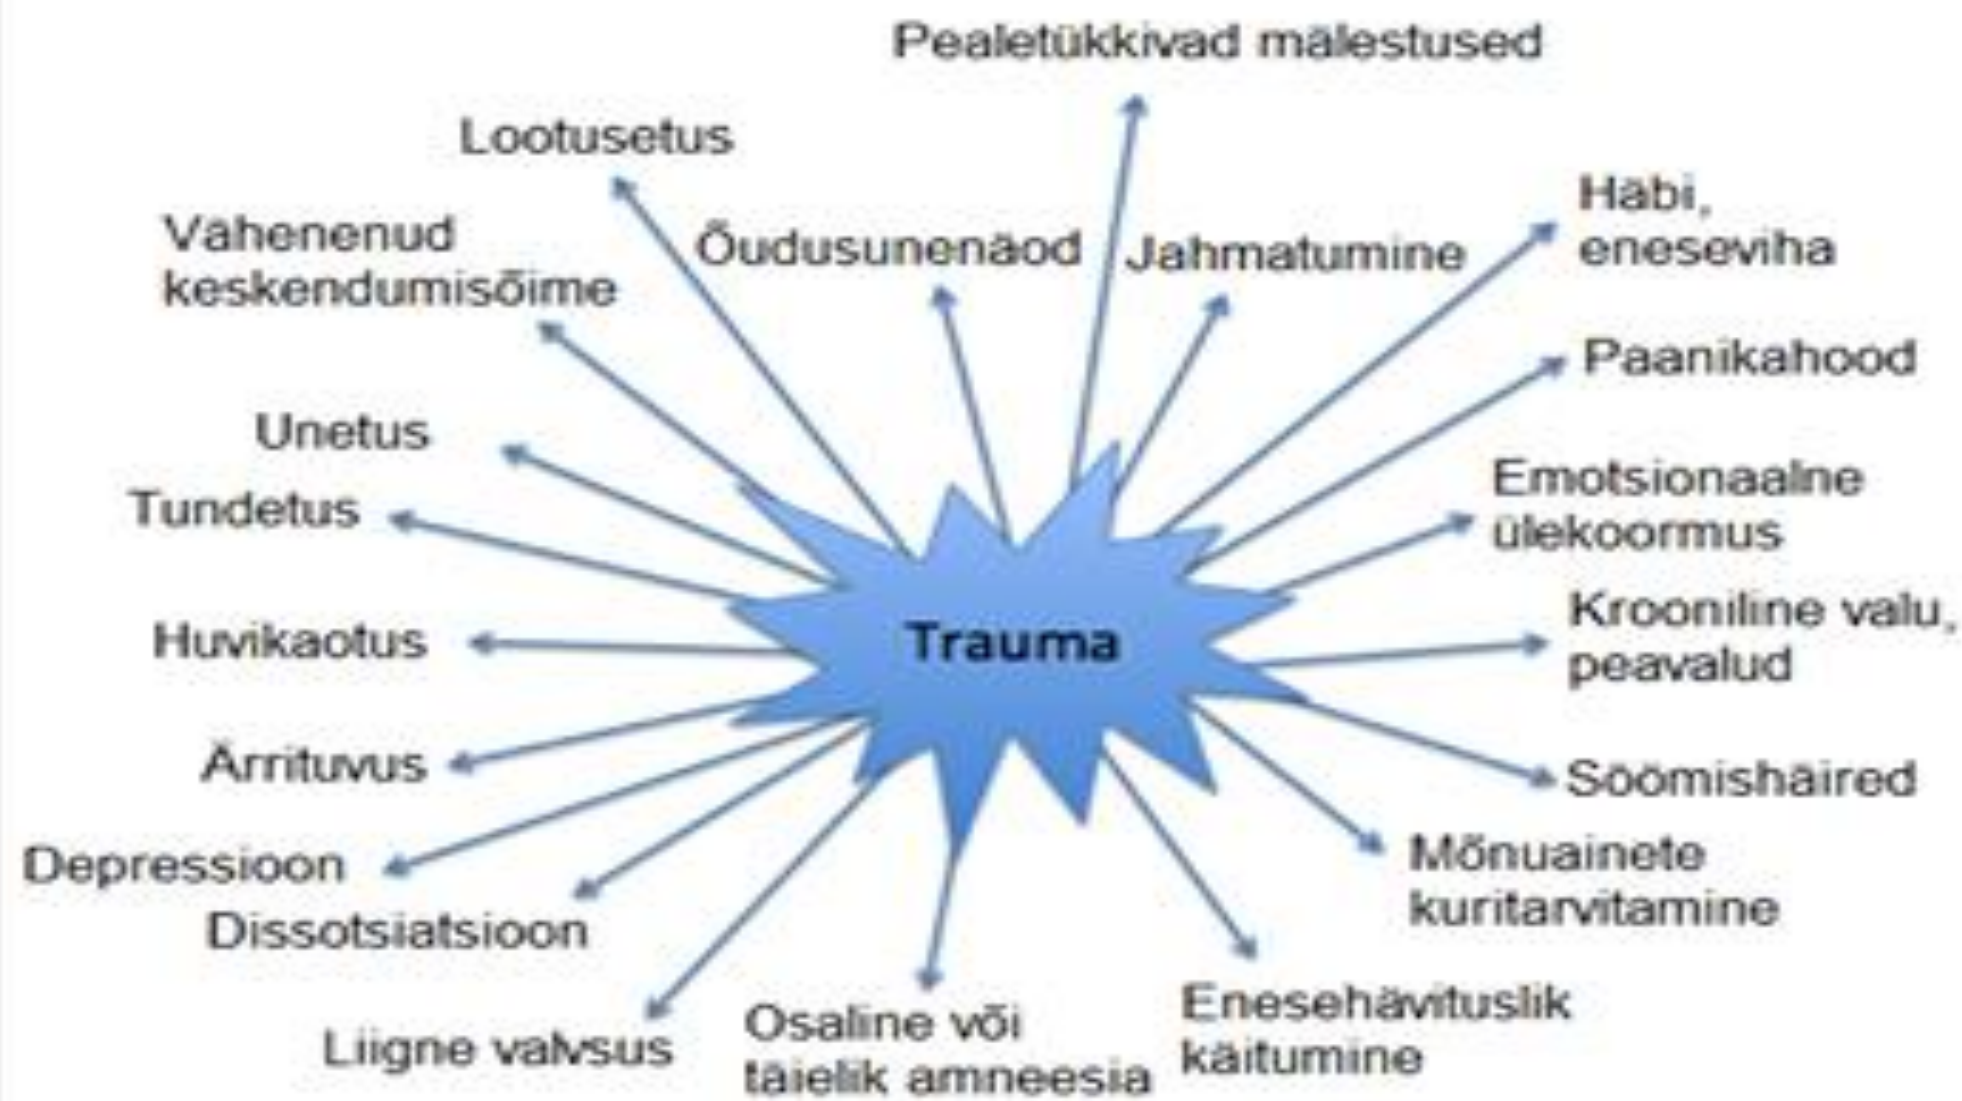 Pealetükkivad mälestused
Lootusetus
Häbi,
eneseviha
Vähenenud
keskendumisõime
Õudusunenäod
Jahmatumine
Paanikahood
Unetus
Emotsionaalne
ülekoormus
Tundetus
Krooniline valu,
peavalud
Huvikaotus
Trauma
Ärrituvus
Söömishäired
Depressioon
Mõnuainete
kuritarvitamine
Dissotsiatsioon
Liigne valvsus
Osaline või
täielik amneesia
Enesehävituslik
käitumine